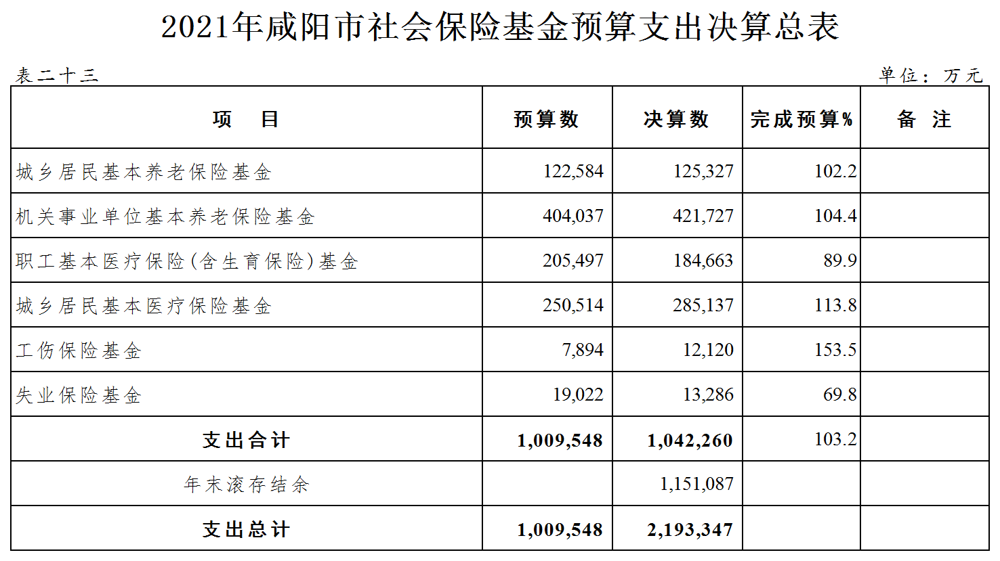 2021年咸阳市社会保险基金预算支出决算总表
表二十三 单位：万元
项 目 预算数 决算数 完成预算% 备 注
城乡居民基本养老保险基金 122,584 125,327 102.2
机关事业单位基本养老保险基金 404,037 421,727 104.4
职工基本医疗保险(含生育保险)基金 205,497 184,663 89.9
城乡居民基本医疗保险基金 250,514 285,137 113.8
工伤保险基金 7,894 12,120 153.5
失业保险基金 19,022 13,286 69.8
支出合计 1,009,548 1,042,260 103.2
年末滚存结余 1,151,087
支出总计 1,009,548 2,193,347